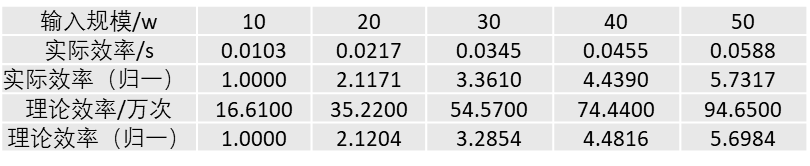 输入规模/w 10 20 30 40 50
实际效率/s 0.0103 0.0217 0.0345 0.0455 0.0588
实际效率（归一） 1.0000 2.1171 3.3610 4.4390 5.7317
理论效率/万次 16.6100 35.2200 54.5700 74.4400 94.6500
理论效率（归一） 1.0000 2.1204 3.2854 4.4816 5.6984